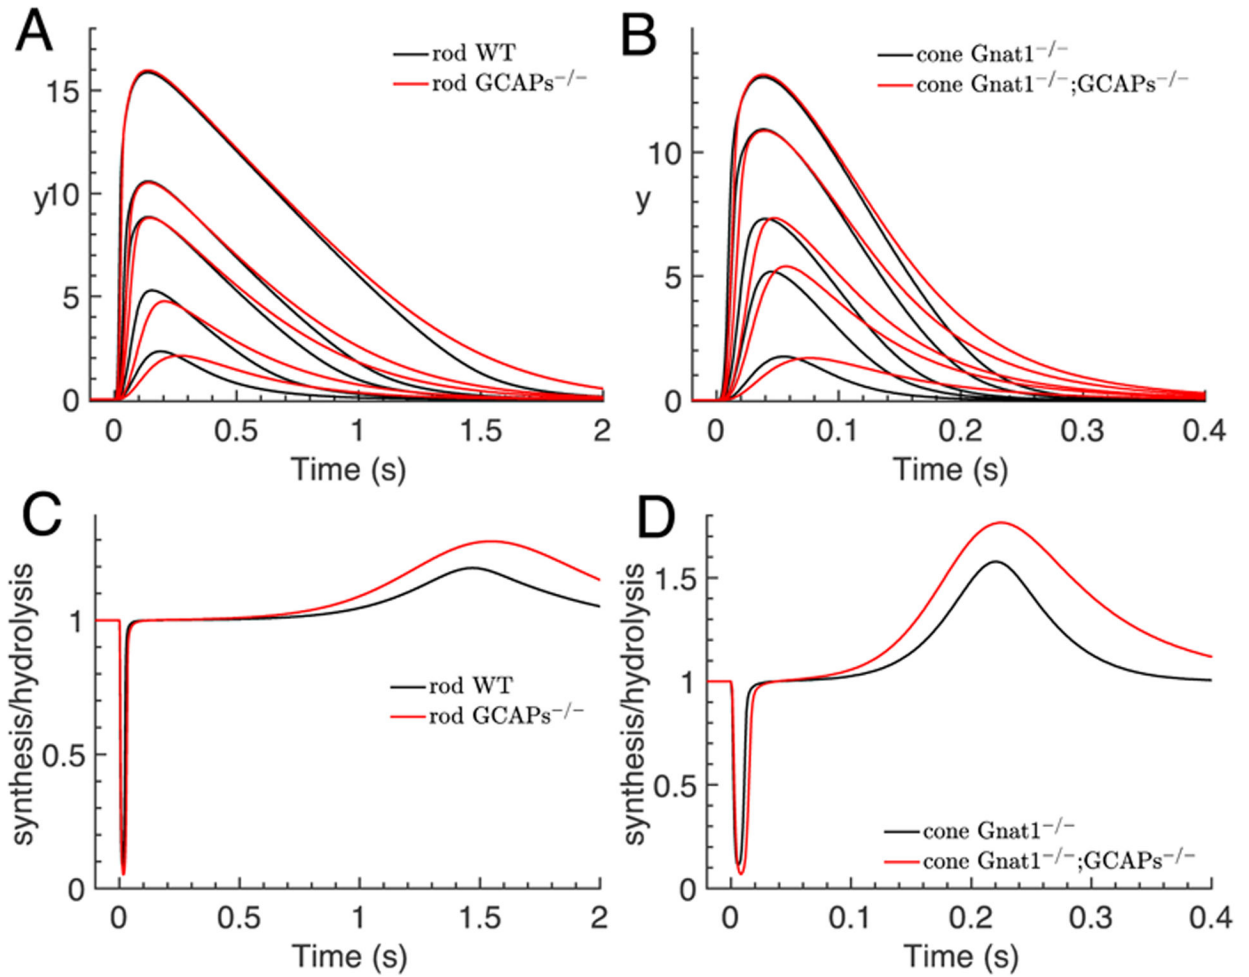 A
rod WT
rod GCAPs−/−
y
15
10
5
0
0 0.5 1 1.5 2
Time (s)
B
cone Gnat1−/−
cone Gnat1−/−;GCAPs−/−
y
10
5
0
0 0.1 0.2 0.3 0.4
Time (s)
C
synthesis/hydrolysis
1
0.5
0
rod WT
rod GCAPs−/−
0 0.5 1 1.5 2
Time (s)
D
synthesis/hydrolysis
1.5
1
0.5
0
cone Gnat1−/−
cone Gnat1−/−;GCAPs−/−
0 0.1 0.2 0.3 0.4
Time (s)